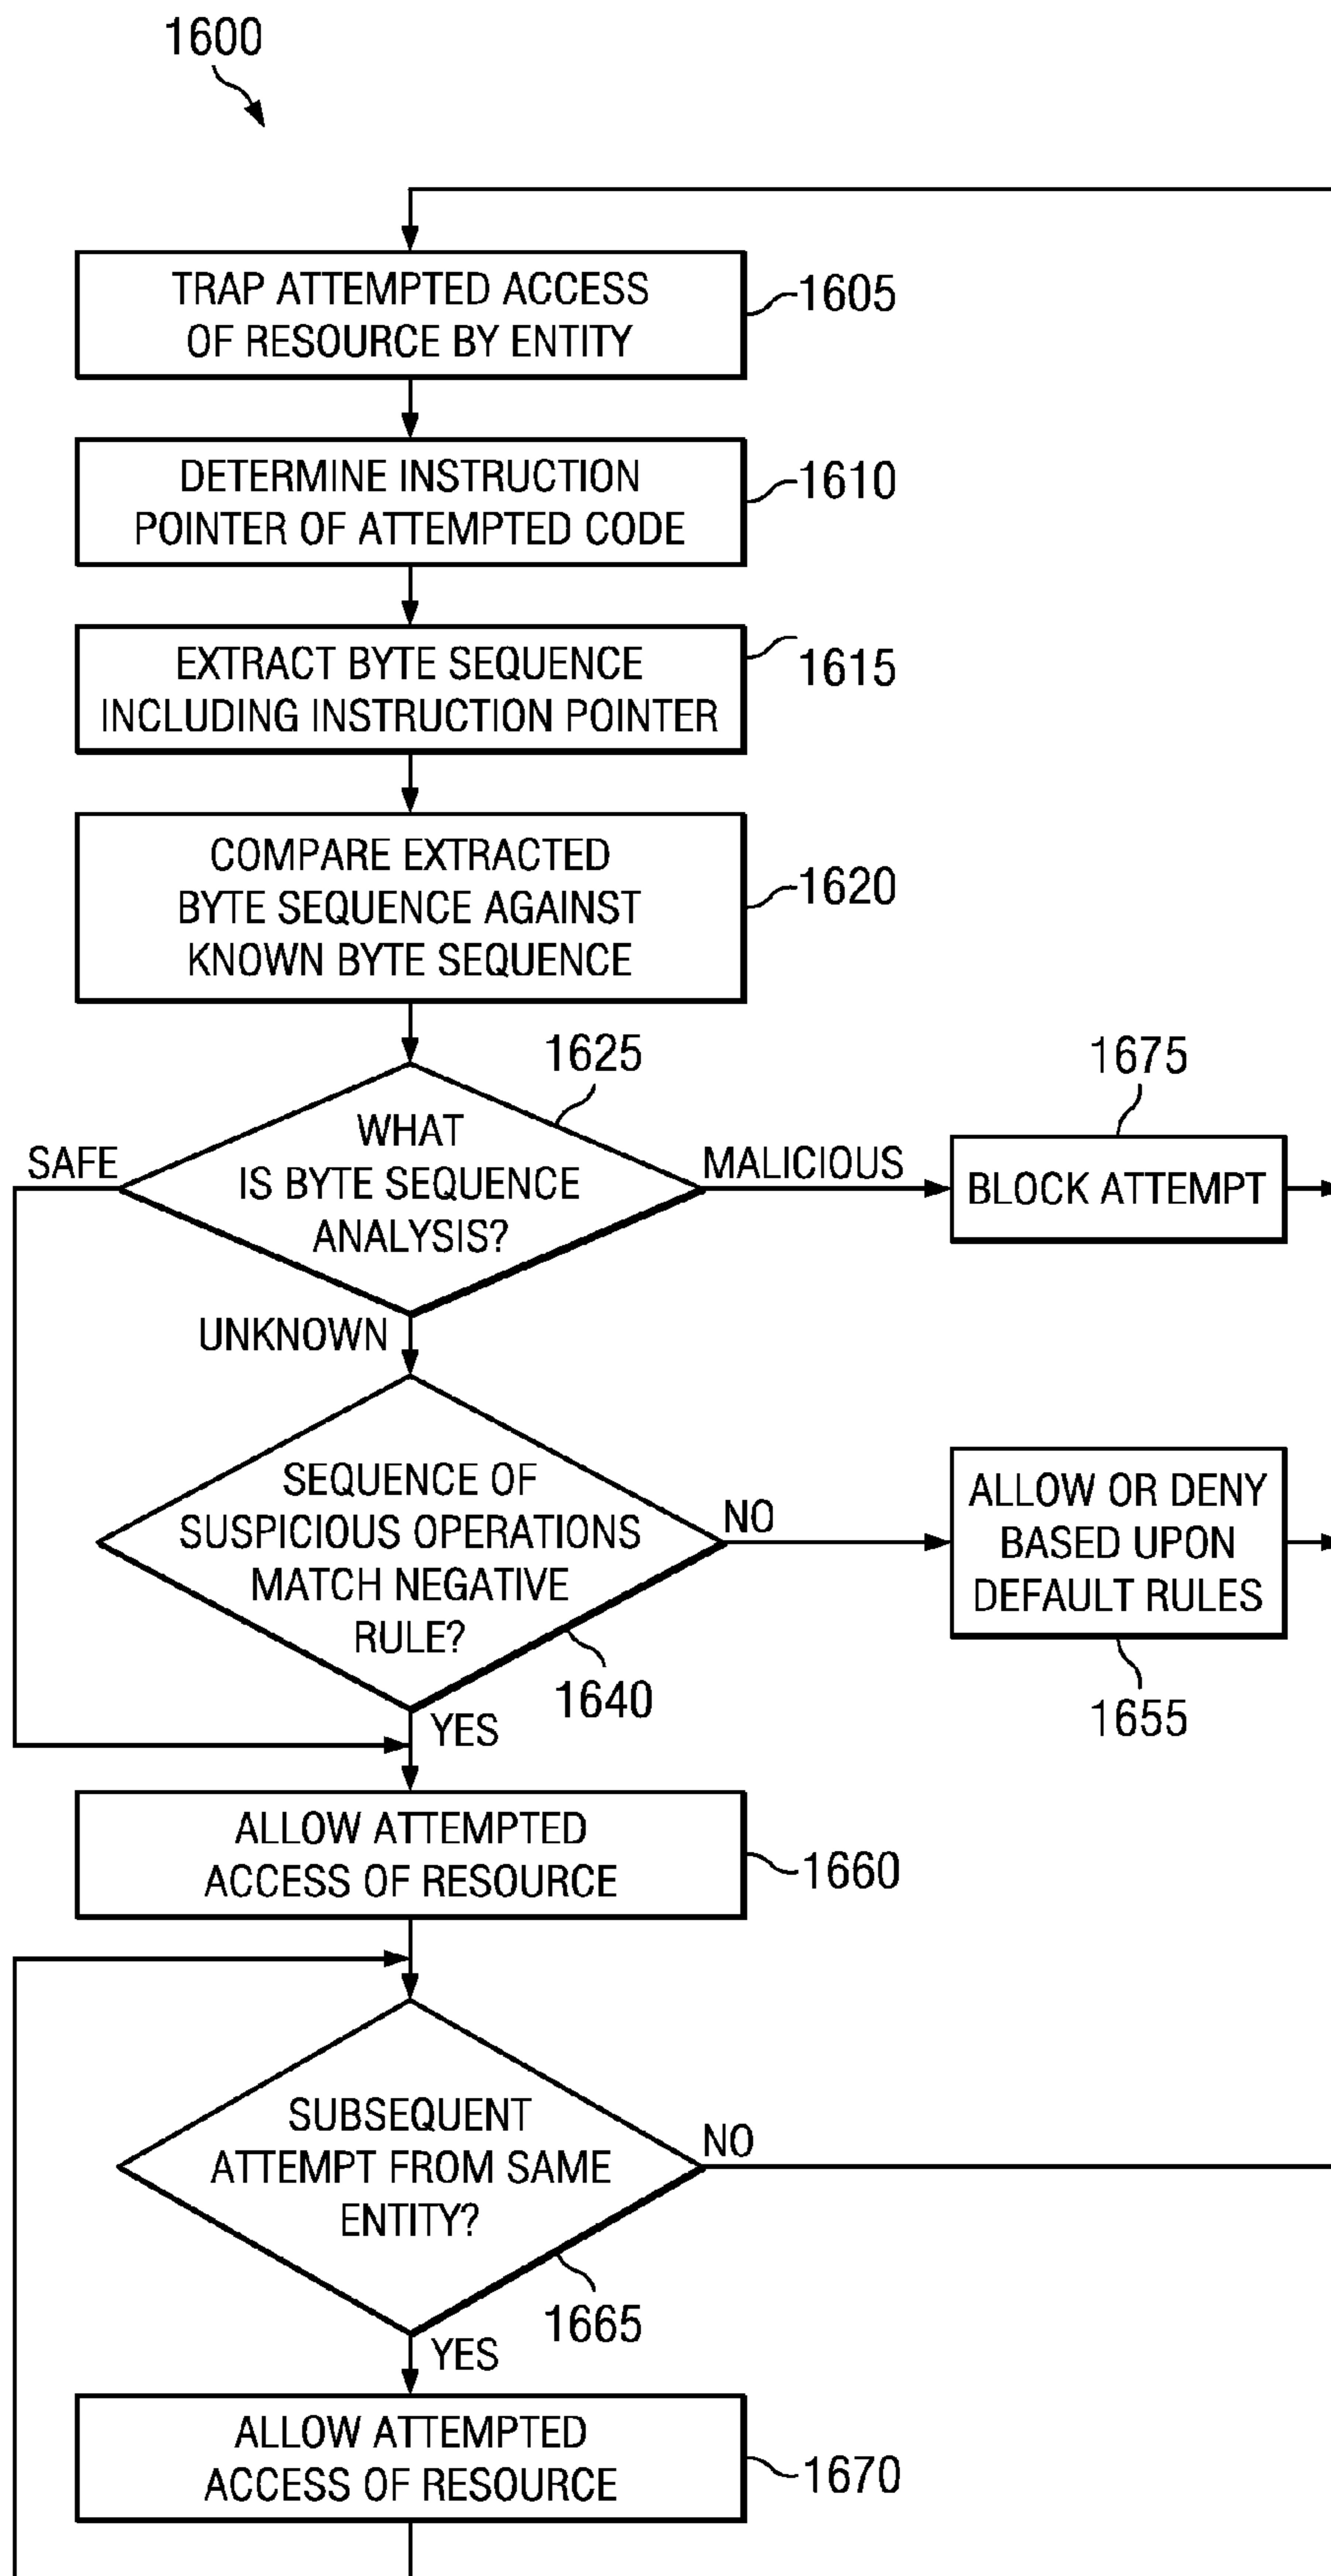 1600
TRAP ATTEMPTED ACCESS
OF RESOURCE BY ENTITY
1605
DETERMINE INSTRUCTION
POINTER OF ATTEMPTED CODE
1610
EXTRACT BYTE SEQUENCE
INCLUDING INSTRUCTION POINTER
1615
COMPARE EXTRACTED
BYTE SEQUENCE AGAINST
KNOWN BYTE SEQUENCE
1620
1625
WHAT
IS BYTE SEQUENCE
ANALYSIS?
SAFE
MALICIOUS
1675
BLOCK ATTEMPT
UNKNOWN
SEQUENCE OF
SUSPICIOUS OPERATIONS
MATCH NEGATIVE
RULE?
1640
NO
ALLOW OR DENY
BASED UPON
DEFAULT RULES
1655
YES
ALLOW ATTEMPTED
ACCESS OF RESOURCE
1660
SUBSEQUENT
ATTEMPT FROM SAME
ENTITY?
NO
1665
YES
ALLOW ATTEMPTED
ACCESS OF RESOURCE
1670